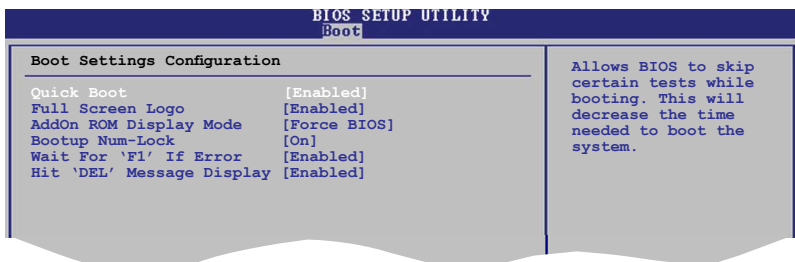 BIOS SETUP UTILITY
Boot
Boot Settings Configuration
Quick Boot [Enabled]
Full Screen Logo [Enabled]
AddOn ROM Display Mode [Force BIOS]
Bootup Num-Lock [On]
Wait For ‘F1’ If Error [Enabled]
Hit ‘DEL’ Message Display [Enabled]
Allows BIOS to skip
certain tests while
booting. This will
decrease the time
needed to boot the
system.